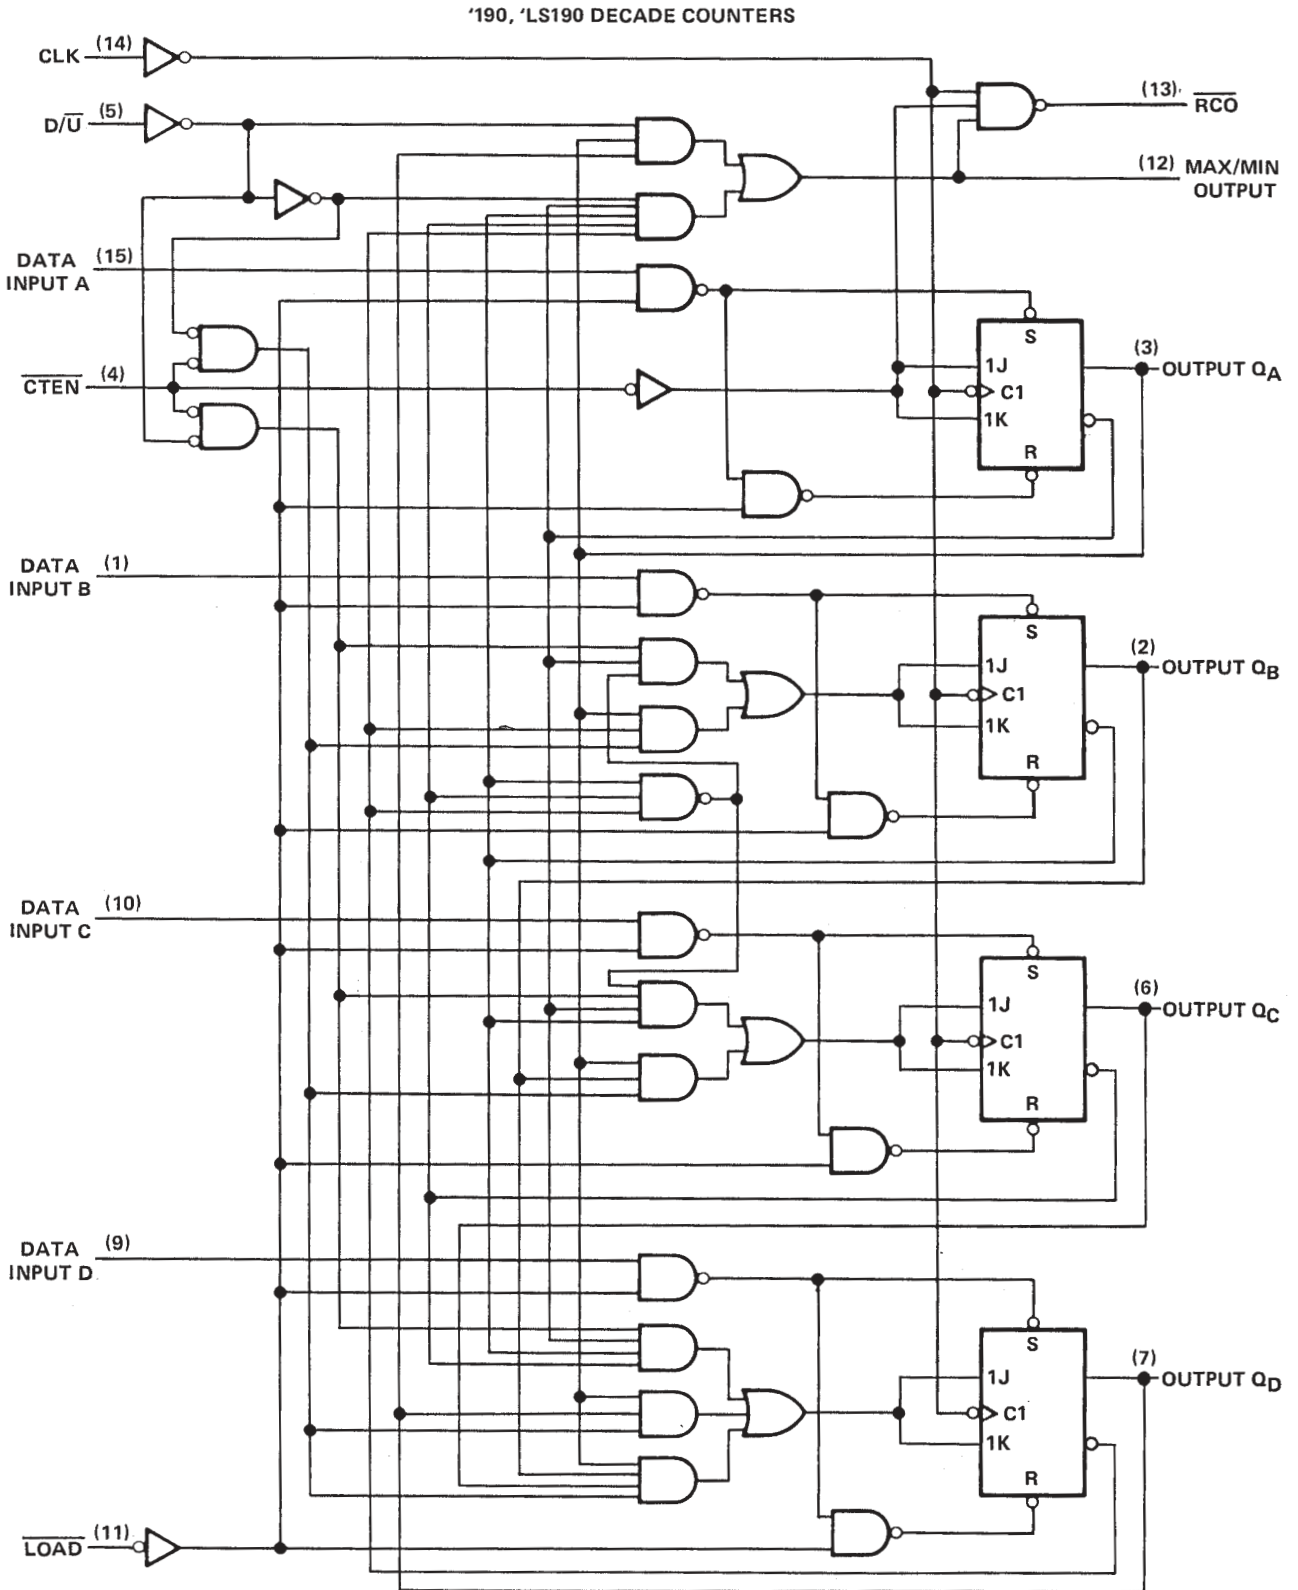 '190, 'LS190 DECADE COUNTERS
CLK (14)
(13) RCO
D/U (5)
(12) MAX/MIN
OUTPUT
DATA (15)
INPUT A
S
1J
C1
1K
R
(3) OUTPUT QA
CTEN (4)
DATA (1)
INPUT B
S
1J
C1
1K
R
(2) OUTPUT QB
DATA (10)
INPUT C
S
1J
C1
1K
R
(6) OUTPUT QC
DATA (9)
INPUT D
S
1J
C1
1K
R
(7) OUTPUT QD
LOAD (11)